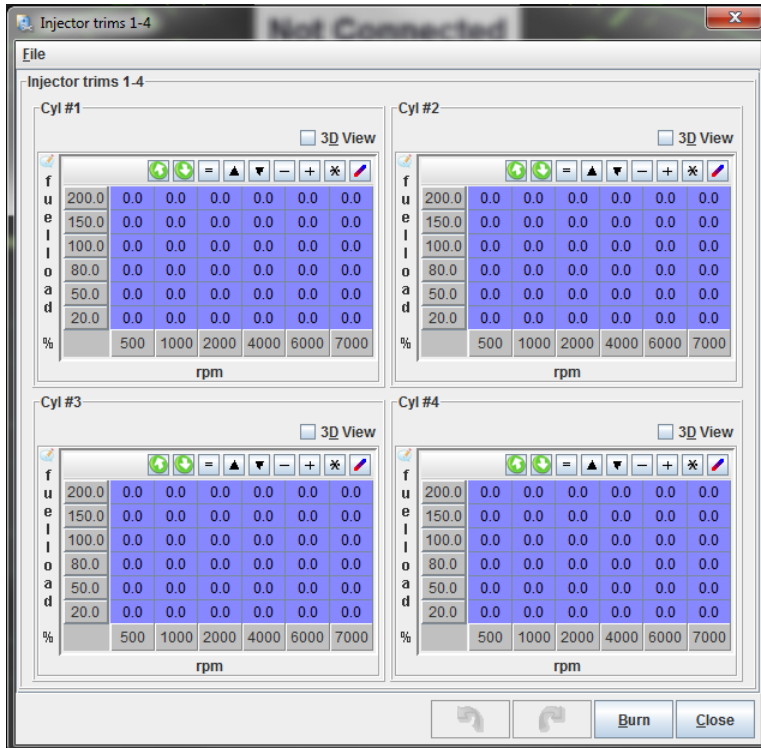 Injector trims 1-4
Not Connected
File
Injector trims 1-4
Cyl #1
3D View
= - + *
fuelload
200.0 0.0 0.0 0.0 0.0 0.0 0.0
150.0 0.0 0.0 0.0 0.0 0.0 0.0
100.0 0.0 0.0 0.0 0.0 0.0 0.0
80.0 0.0 0.0 0.0 0.0 0.0 0.0
50.0 0.0 0.0 0.0 0.0 0.0 0.0
20.0 0.0 0.0 0.0 0.0 0.0 0.0
% 500 1000 2000 4000 6000 7000
rpm
Cyl #2
3D View
= - + *
fuelload
200.0 0.0 0.0 0.0 0.0 0.0 0.0
150.0 0.0 0.0 0.0 0.0 0.0 0.0
100.0 0.0 0.0 0.0 0.0 0.0 0.0
80.0 0.0 0.0 0.0 0.0 0.0 0.0
50.0 0.0 0.0 0.0 0.0 0.0 0.0
20.0 0.0 0.0 0.0 0.0 0.0 0.0
% 500 1000 2000 4000 6000 7000
rpm
Cyl #3
3D View
= - + *
fuelload
200.0 0.0 0.0 0.0 0.0 0.0 0.0
150.0 0.0 0.0 0.0 0.0 0.0 0.0
100.0 0.0 0.0 0.0 0.0 0.0 0.0
80.0 0.0 0.0 0.0 0.0 0.0 0.0
50.0 0.0 0.0 0.0 0.0 0.0 0.0
20.0 0.0 0.0 0.0 0.0 0.0 0.0
% 500 1000 2000 4000 6000 7000
rpm
Cyl #4
3D View
= - + *
fuelload
200.0 0.0 0.0 0.0 0.0 0.0 0.0
150.0 0.0 0.0 0.0 0.0 0.0 0.0
100.0 0.0 0.0 0.0 0.0 0.0 0.0
80.0 0.0 0.0 0.0 0.0 0.0 0.0
50.0 0.0 0.0 0.0 0.0 0.0 0.0
20.0 0.0 0.0 0.0 0.0 0.0 0.0
% 500 1000 2000 4000 6000 7000
rpm
Burn Close